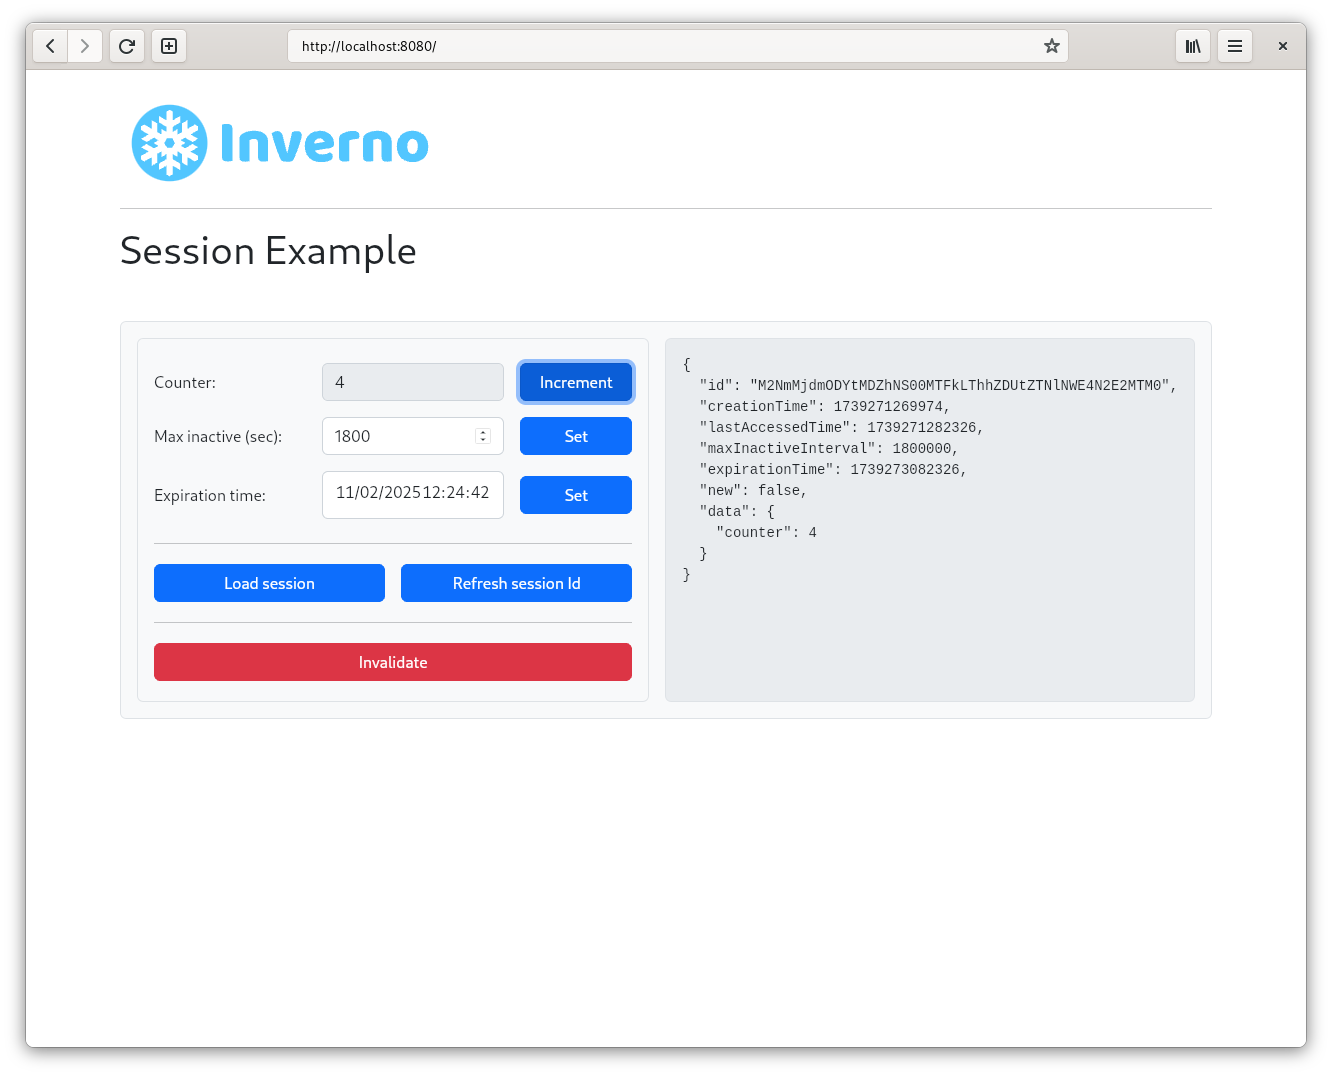 http://localhost:8080/
Inverno
Session Example
Counter:
4
Increment
Max inactive (sec):
1800
Set
Expiration time:
11/02/2025 12:24:42
Set
Load session
Refresh session Id
Invalidate
{
"id": "M2NmMjdmODYtMDZhNS00MTFkLThhZDUtZTNlNWE4N2E2MTM0",
"creationTime": 1739271269974,
"lastAccessedTime": 1739271282326,
"maxInactiveInterval": 1800000,
"expirationTime": 1739273082326,
"new": false,
"data": {
"counter": 4
}
}